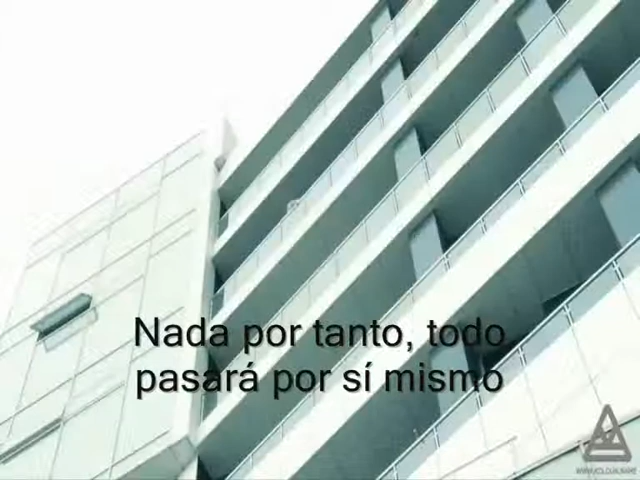 Nada por tanto, todo
pasará por sí mismo